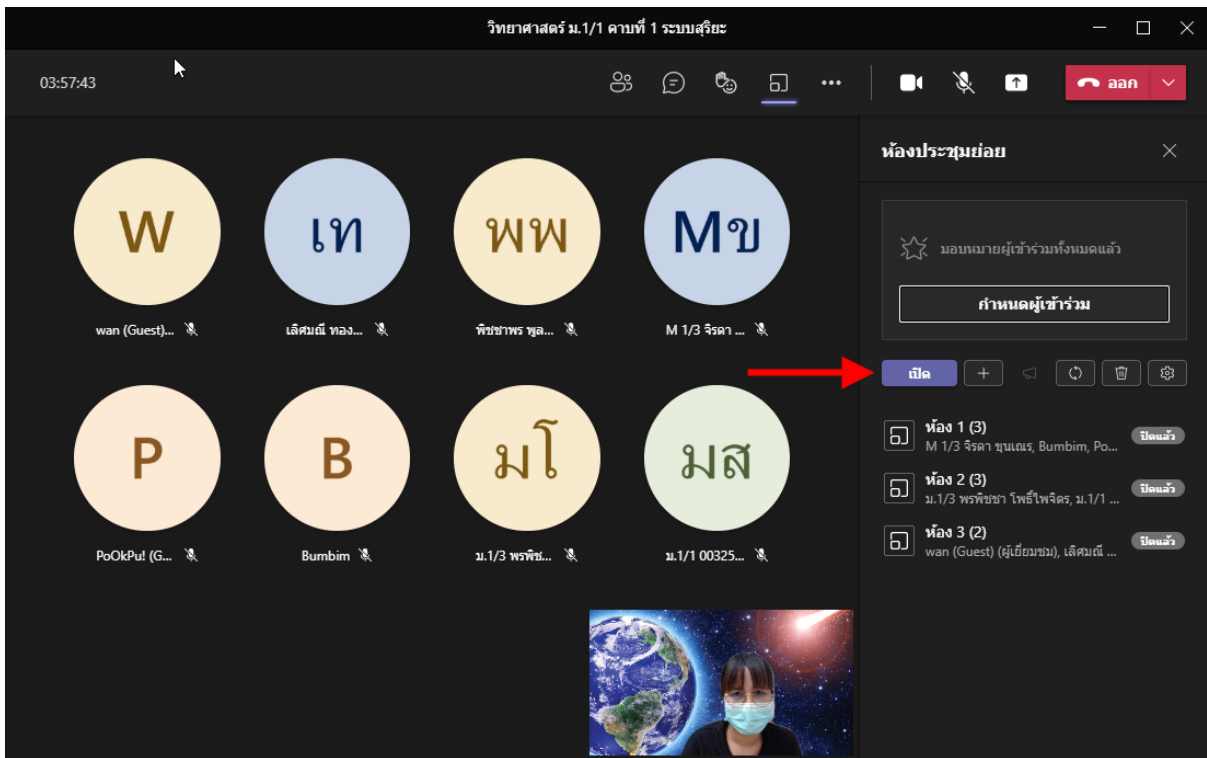 วิทยาศาสตร์ ม.1/1 คาบที่ 1 ระบบสุริยะ
03:57:43
ออก
W
เท
พพ
Mข
wan (Guest)...
เลิศมณี ทอง...
พิชชาพร พูล...
M 1/3 จิรดา ...
P
B
มโ
มส
PoOkPu! (G...
Bumbim
ม.1/3 พรพิช...
ม.1/1 00325...
ห้องประชุมย่อย
มอบหมายผู้เข้าร่วมทั้งหมดแล้ว
กำหนดผู้เข้าร่วม
เปิด
ห้อง 1 (3)
M 1/3 จิรดา ขุนเณร, Bumbim, Po...
ปิดแล้ว
ห้อง 2 (3)
ม.1/3 พรพิชชา โพธิ์ไพจิตร, ม.1/1 ...
ปิดแล้ว
ห้อง 3 (2)
wan (Guest) (ผู้เยี่ยมชม), เลิศมณี ...
ปิดแล้ว